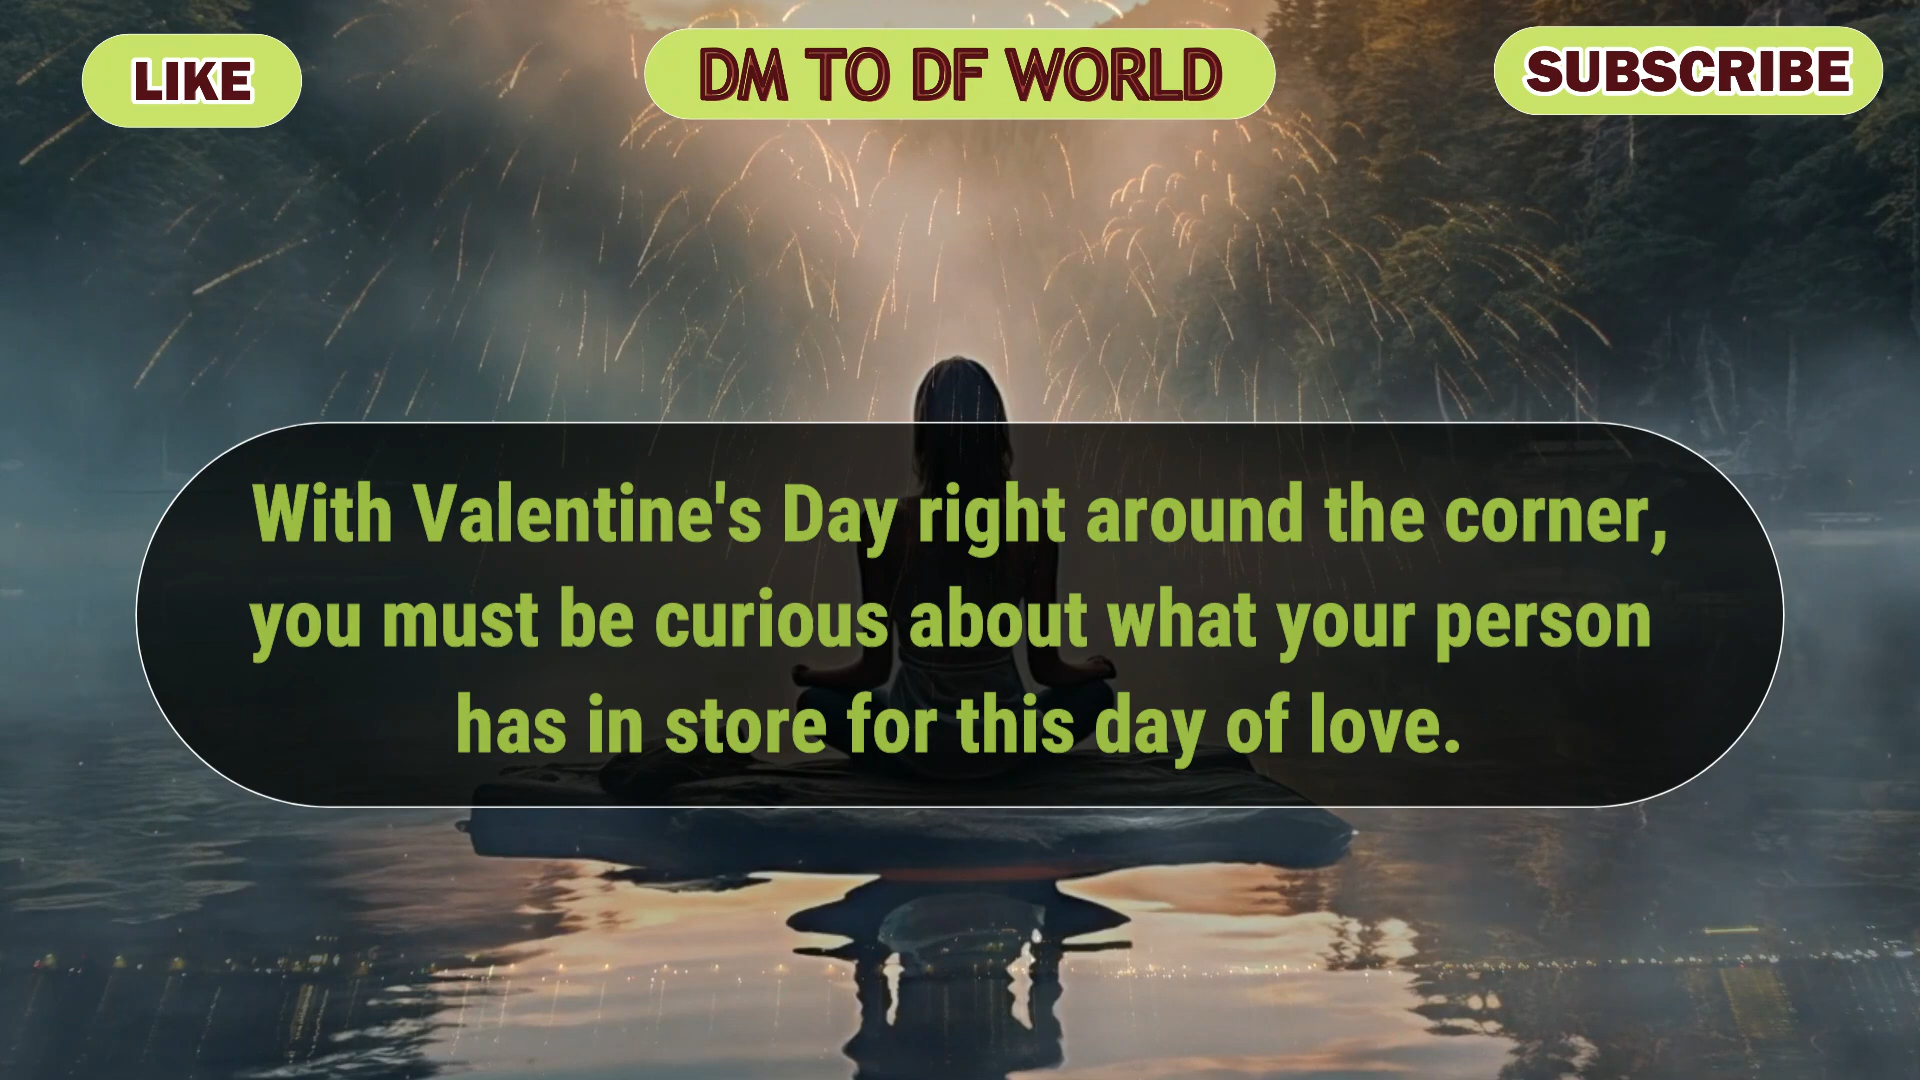 LIKE
DM TO DF WORLD
SUBSCRIBE
With Valentine's Day right around the corner,
you must be curious about what your person
has in store for this day of love.